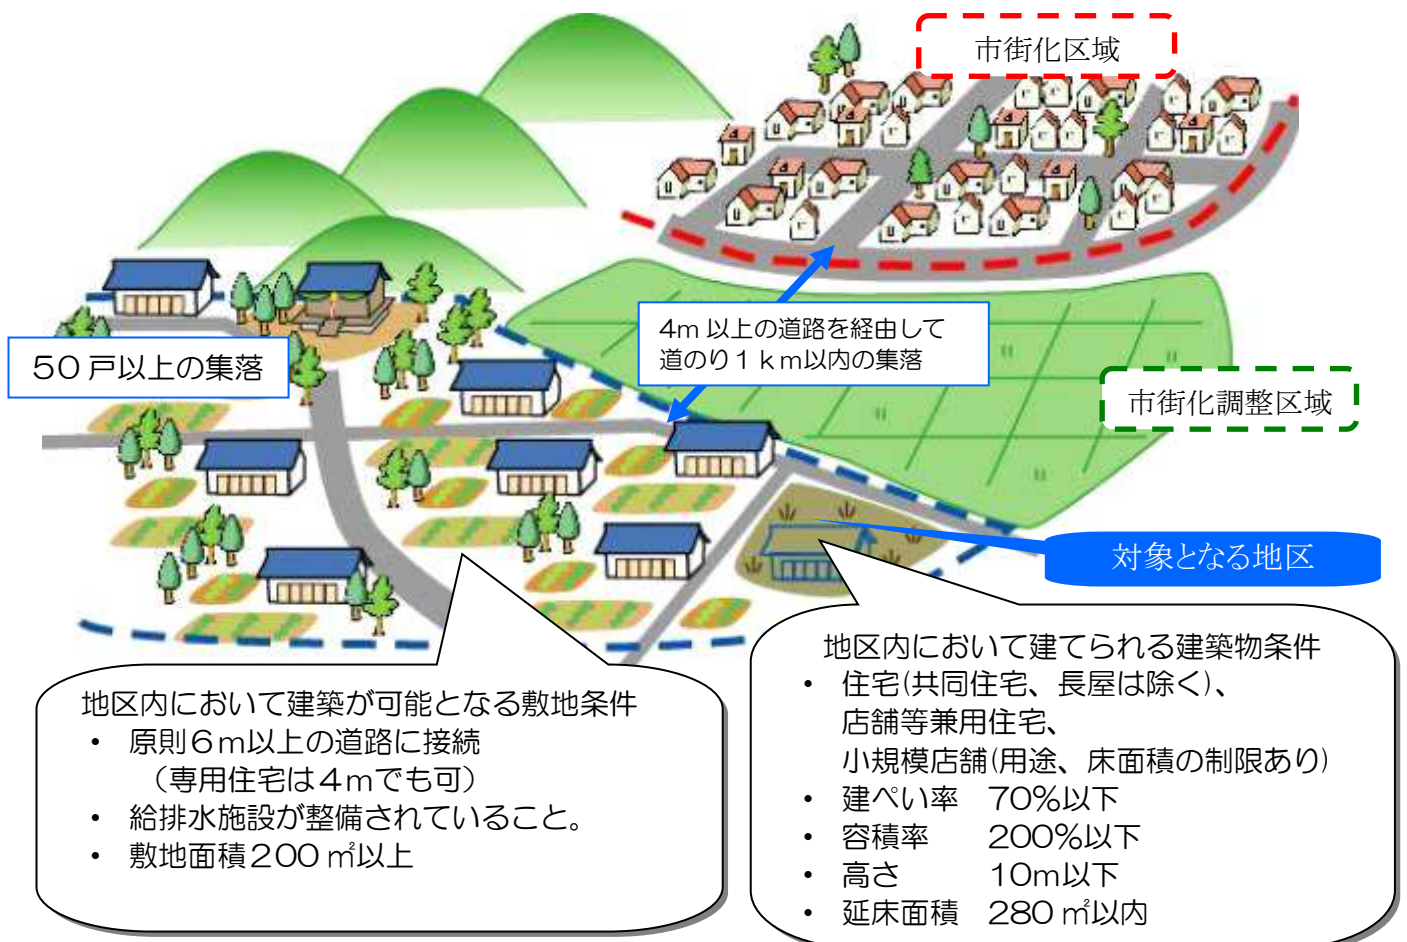 市街化区域
4m 以上の道路を経由して
道のり１ｋｍ以内の集落
50 戸以上の集落
市街化調整区域
対象となる地区
地区内において建築が可能となる敷地条件
・ 原則６ｍ以上の道路に接続
（専用住宅は４ｍでも可）
・ 給排水施設が整備されていること。
・ 敷地面積２００㎡以上
地区内において建てられる建築物条件
・ 住宅(共同住宅、長屋は除く)、
店舗等兼用住宅、
小規模店舗(用途、床面積の制限あり)
・ 建ぺい率　70％以下
・ 容積率　200％以下
・ 高さ　10ｍ以下
・ 延床面積　280 ㎡以内